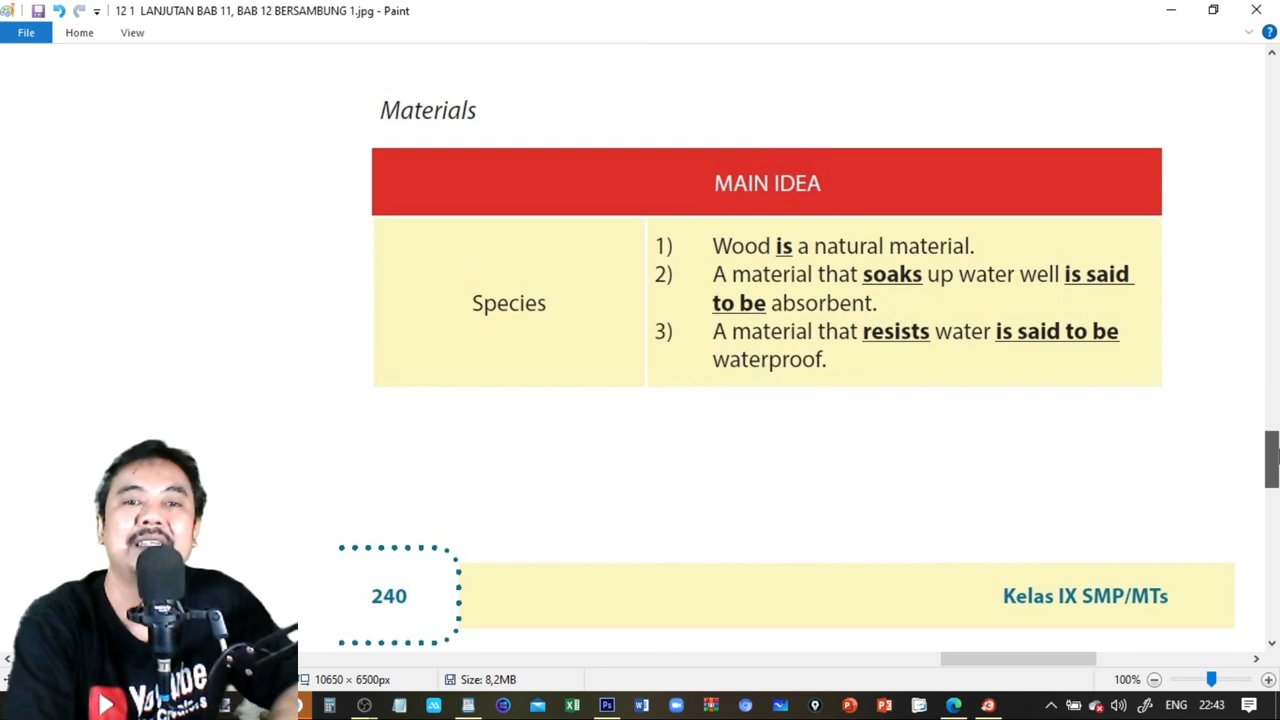 12 1 LANJUTAN BAB 11, BAB 12 BERSAMBUNG 1.jpg - Paint
File Home View
Materials
MAIN IDEA
Species
1) Wood is a natural material.
2) A material that soaks up water well is said
to be absorbent.
3) A material that resists water is said to be
waterproof.
240
Kelas IX SMP/MTs
YouTube
Creators
10650 × 6500px
Size: 8,2MB
100%
ENG
22:43